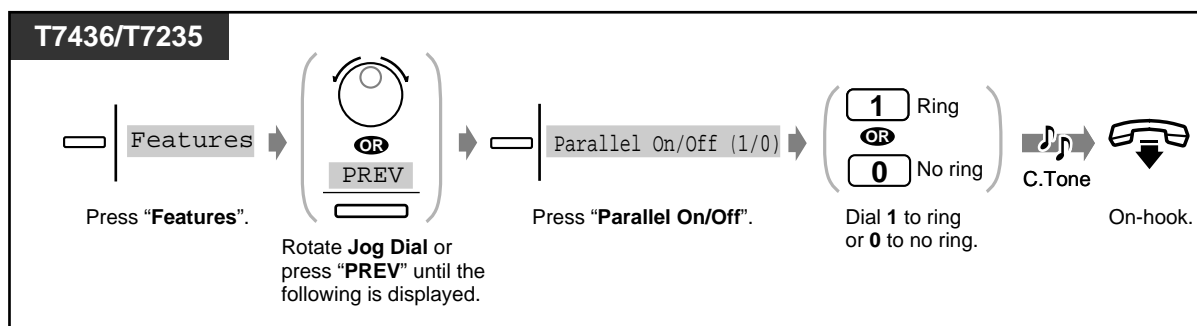 T7436/T7235
Features
Press “Features”.
OR
PREV
Rotate Jog Dial or
press “PREV” until the
following is displayed.
Parallel On/Off (1/0)
Press “Parallel On/Off”.
1 Ring
OR
0 No ring
Dial 1 to ring
or 0 to no ring.
C.Tone
On-hook.